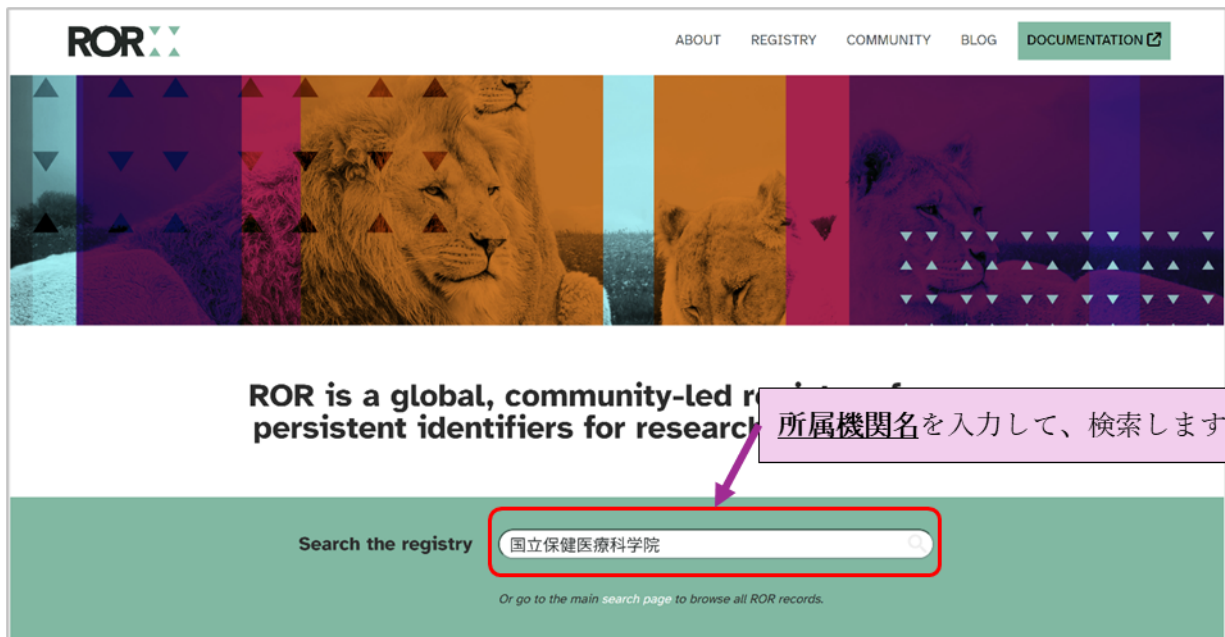 ROR
ABOUT REGISTRY COMMUNITY BLOG DOCUMENTATION
ROR is a global, community-led
persistent identifiers for research
所属機関名を入力して、検索します
Search the registry 国立保健医療科学院
Or go to the main search page to browse all ROR records.